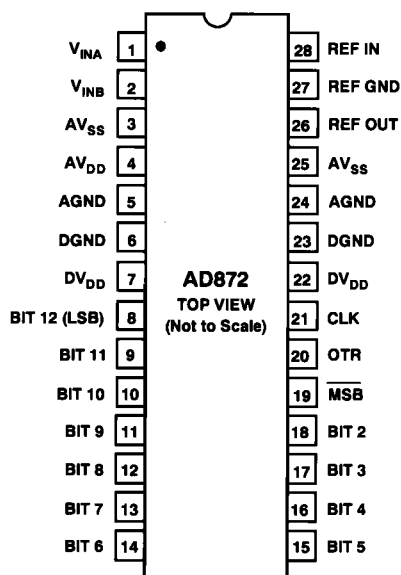 V_INA 1 28 REF IN
V_INB 2 27 REF GND
AV_SS 3 26 REF OUT
AV_DD 4 25 AV_SS
AGND 5 24 AGND
DGND 6 23 DGND
DV_DD 7 22 DV_DD
AD872
TOP VIEW
(Not to Scale)
BIT 12 (LSB) 8 21 CLK
BIT 11 9 20 OTR
BIT 10 10 19 M̅S̅B̅
BIT 9 11 18 BIT 2
BIT 8 12 17 BIT 3
BIT 7 13 16 BIT 4
BIT 6 14 15 BIT 5